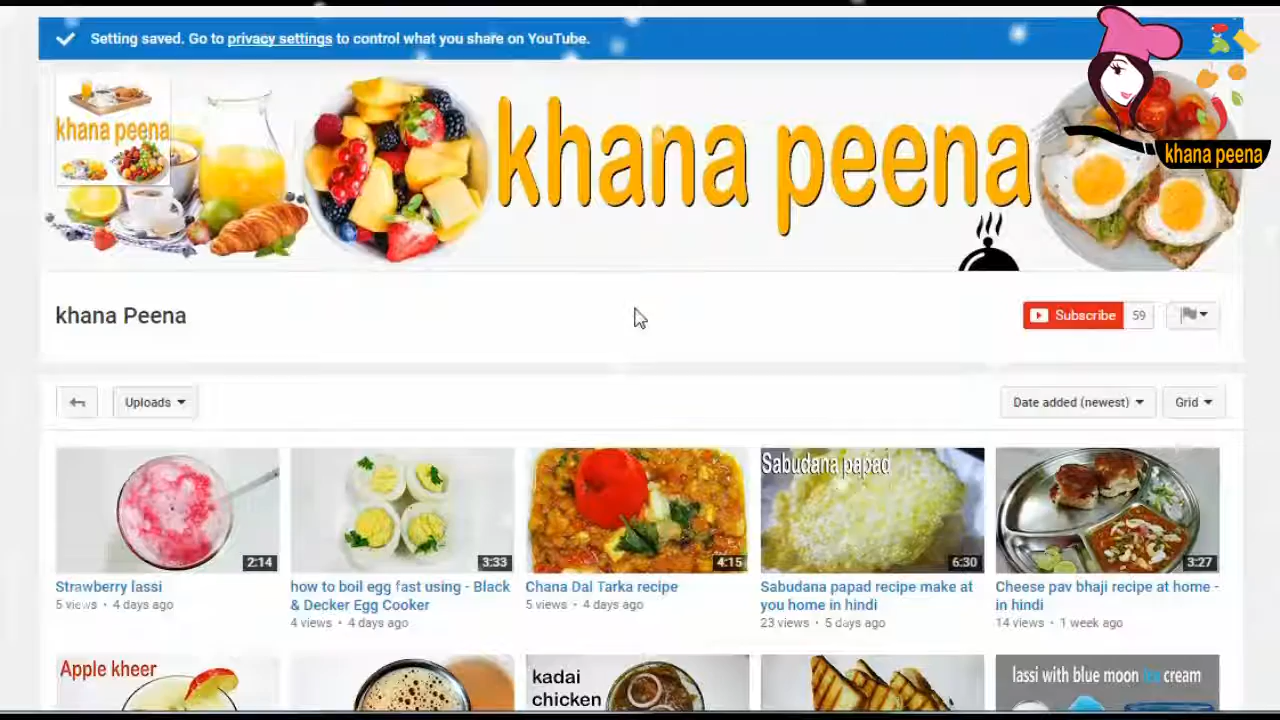 Setting saved. Go to privacy settings to control what you share on YouTube.
khana peena
khana peena
khana peena
khana Peena
Subscribe 59
Uploads
Date added (newest)
Grid
Sabudana papad
2:14
3:33
4:15
6:30
3:27
Strawberry lassi
5 views • 4 days ago
how to boil egg fast using - Black
& Decker Egg Cooker
4 views • 4 days ago
Chana Dal Tarka recipe
5 views • 4 days ago
Sabudana papad recipe make at
you home in hindi
23 views • 5 days ago
Cheese pav bhaji recipe at home -
in hindi
14 views • 1 week ago
Apple kheer
kadai
chicken
lassi with blue moon ice cream